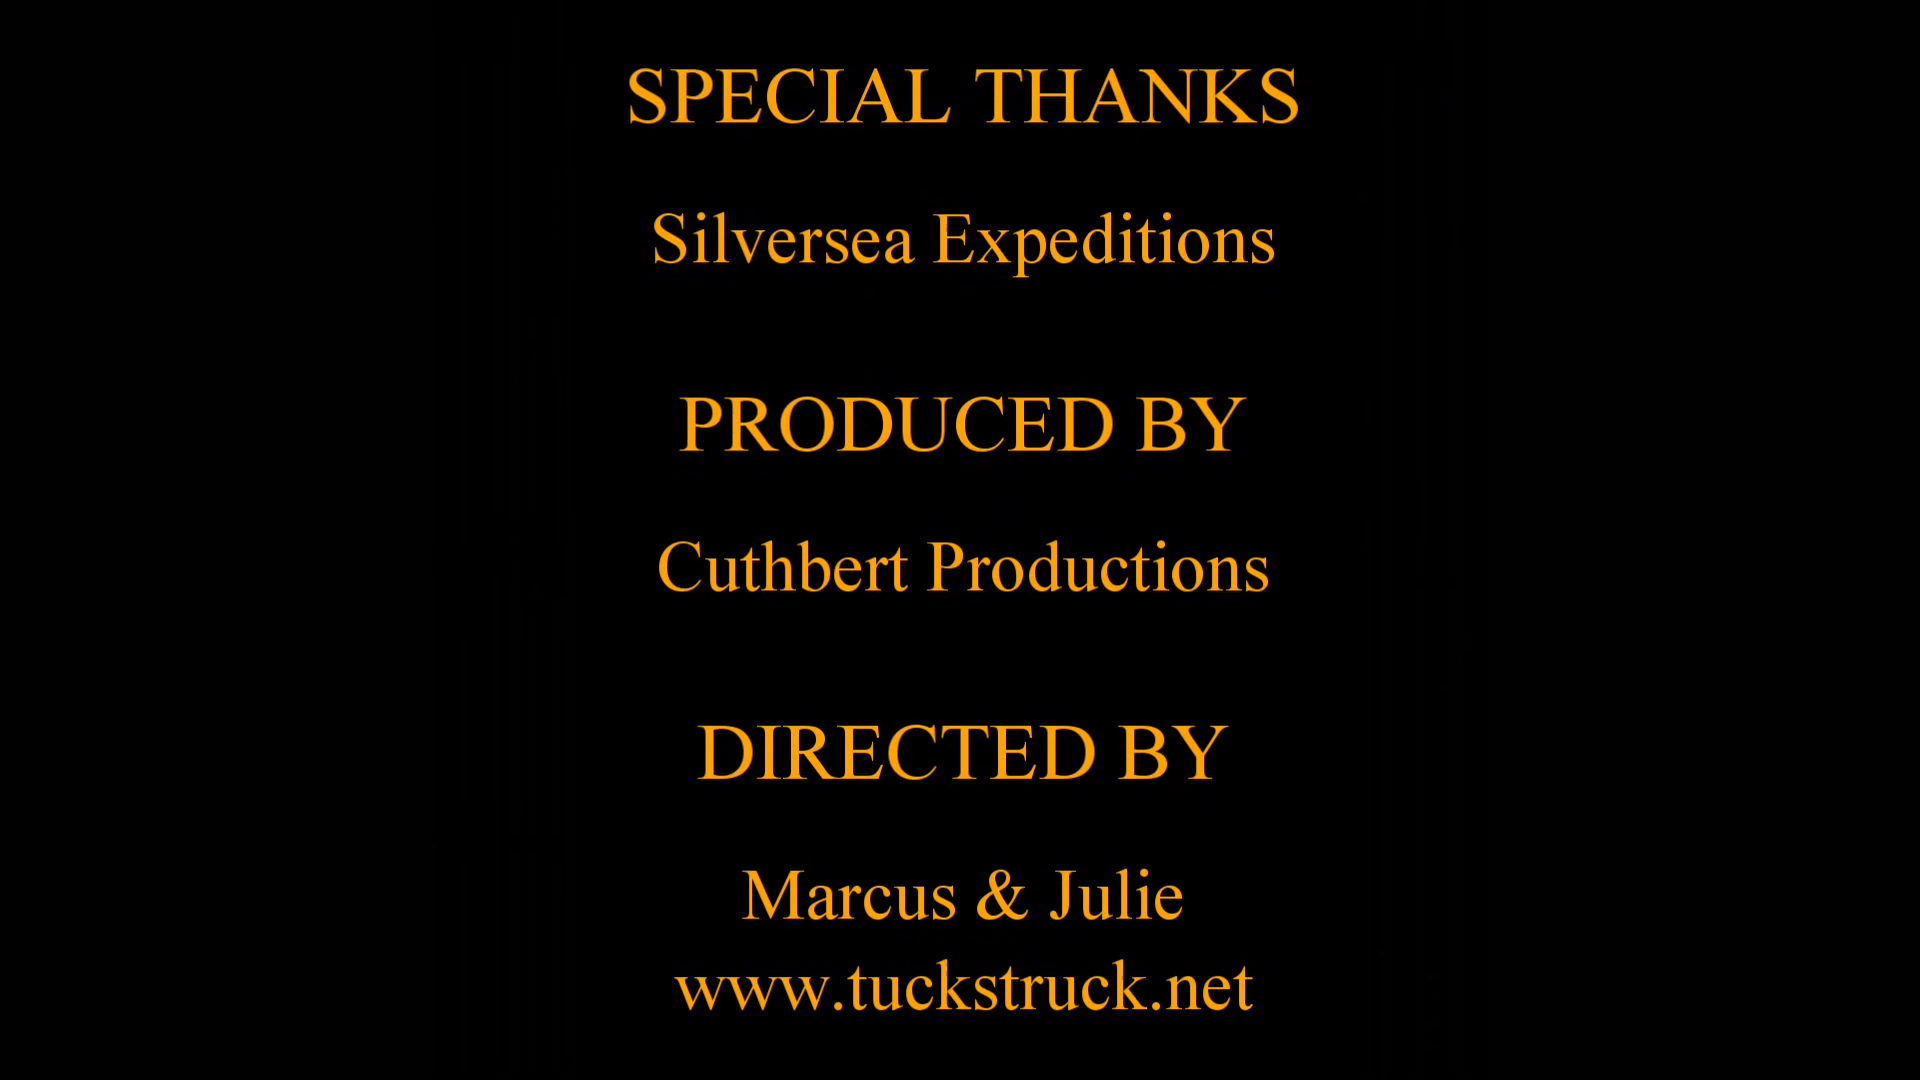 SPECIAL THANKS
Silversea Expeditions
PRODUCED BY
Cuthbert Productions
DIRECTED BY
Marcus & Julie
www.tuckstruck.net